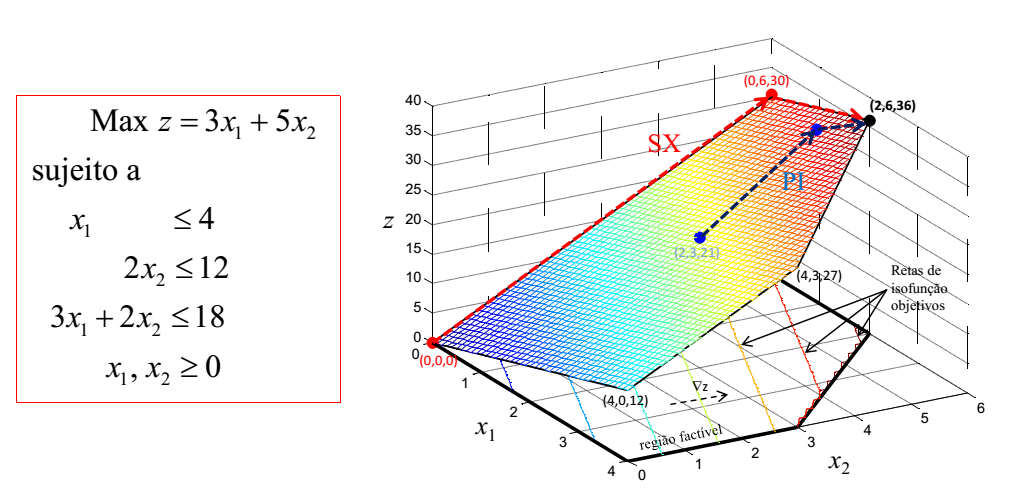 Max z = 3x₁ + 5x₂
sujeito a
x₁ ≤ 4
2x₂ ≤ 12
3x₁ + 2x₂ ≤ 18
x₁, x₂ ≥ 0
(0,6,30)
(2,6,36)
40
35
30
25
20
15
10
5
0
z
SX
PI
(2,3,21)
(4,3,27)
Retas de
isofunção
objetivos
(0,0,0)
(4,0,12)
∇z
região factível
0
1
2
3
4
x₁
0
1
2
3
4
5
6
x₂